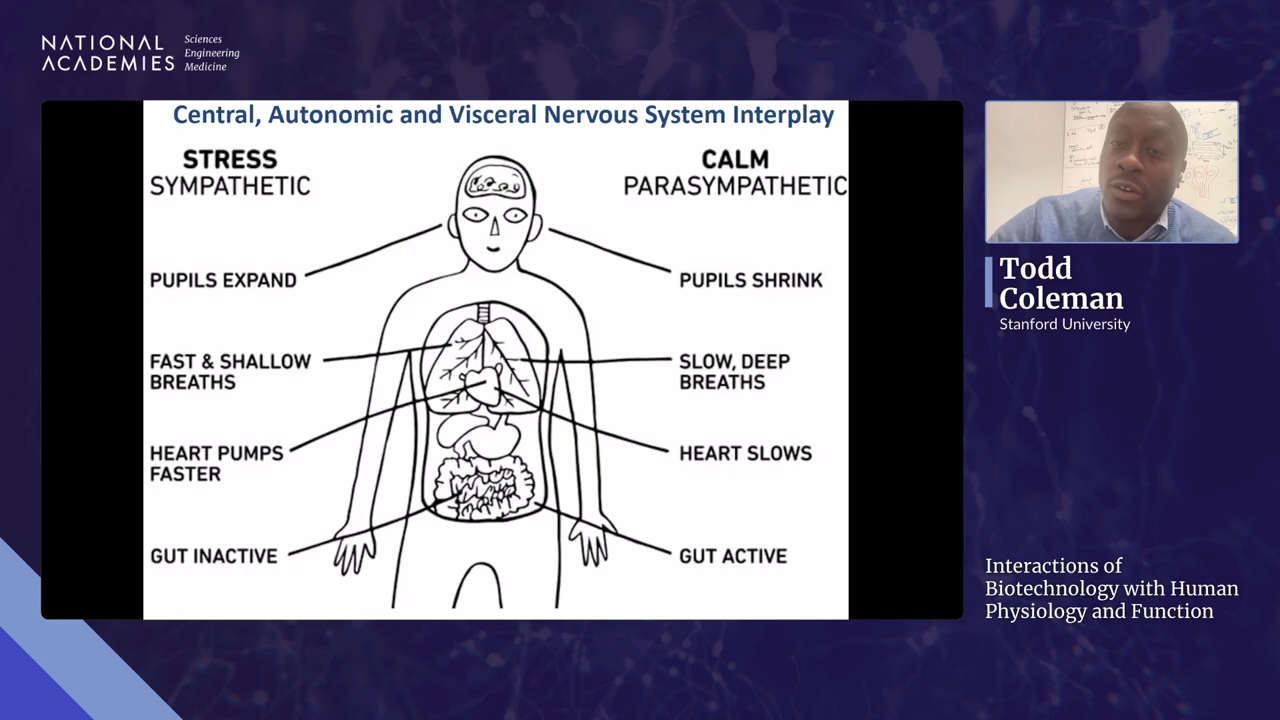 NATIONAL
ACADEMIES
Sciences
Engineering
Medicine
Central, Autonomic and Visceral Nervous System Interplay
STRESS
SYMPATHETIC
CALM
PARASYMPATHETIC
PUPILS EXPAND
PUPILS SHRINK
FAST & SHALLOW
BREATHS
SLOW, DEEP
BREATHS
HEART PUMPS
FASTER
HEART SLOWS
GUT INACTIVE
GUT ACTIVE
Todd
Coleman
Stanford University
Interactions of
Biotechnology with Human
Physiology and Function